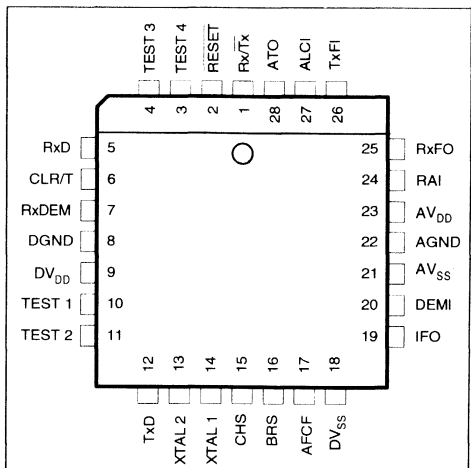 TEST 3
TEST 4
RESET
Rx/Tx
ATO
ALCI
TxFI
4
3
2
1
28
27
26
RxD 5
CLR/T 6
RxDEM 7
DGND 8
DVDD 9
TEST 1 10
TEST 2 11
25 RxFO
24 RAI
23 AVDD
22 AGND
21 AVSS
20 DEMI
19 IFO
12
13
14
15
16
17
18
TxD
XTAL 2
XTAL 1
CHS
BRS
AFCF
DVSS